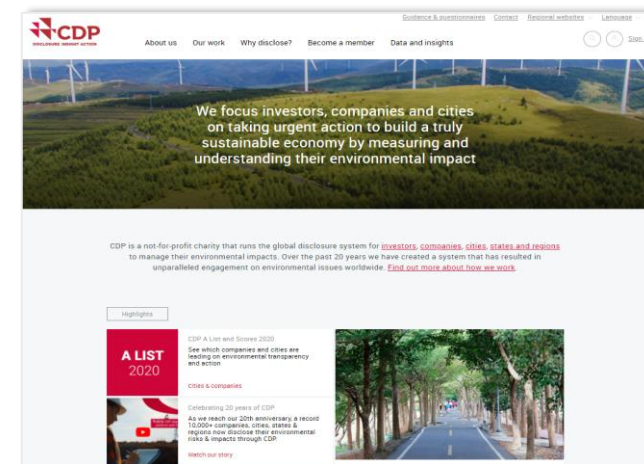 Guidance & questionnaires Contact Regional websites Language
CDP
DISCLOSURE INSIGHT ACTION
About us Our work Why disclose? Become a member Data and insights
Sign
We focus investors, companies and cities
on taking urgent action to build a truly
sustainable economy by measuring and
understanding their environmental impact
CDP is a not-for-profit charity that runs the global disclosure system for investors, companies, cities, states and regions
to manage their environmental impacts. Over the past 20 years we have created a system that has resulted in
unparalleled engagement on environmental issues worldwide. Find out more about how we work.
Highlights
A LIST
2020
CDP A List and Scores 2020
See which companies and cities are
leading on environmental transparency
and action
Cities & companies
Celebrating 20 years of CDP
As we reach our 20th anniversary, a record
10,000+ companies, cities, states &
regions now disclose their environmental
risks & impacts through CDP.
Watch our story